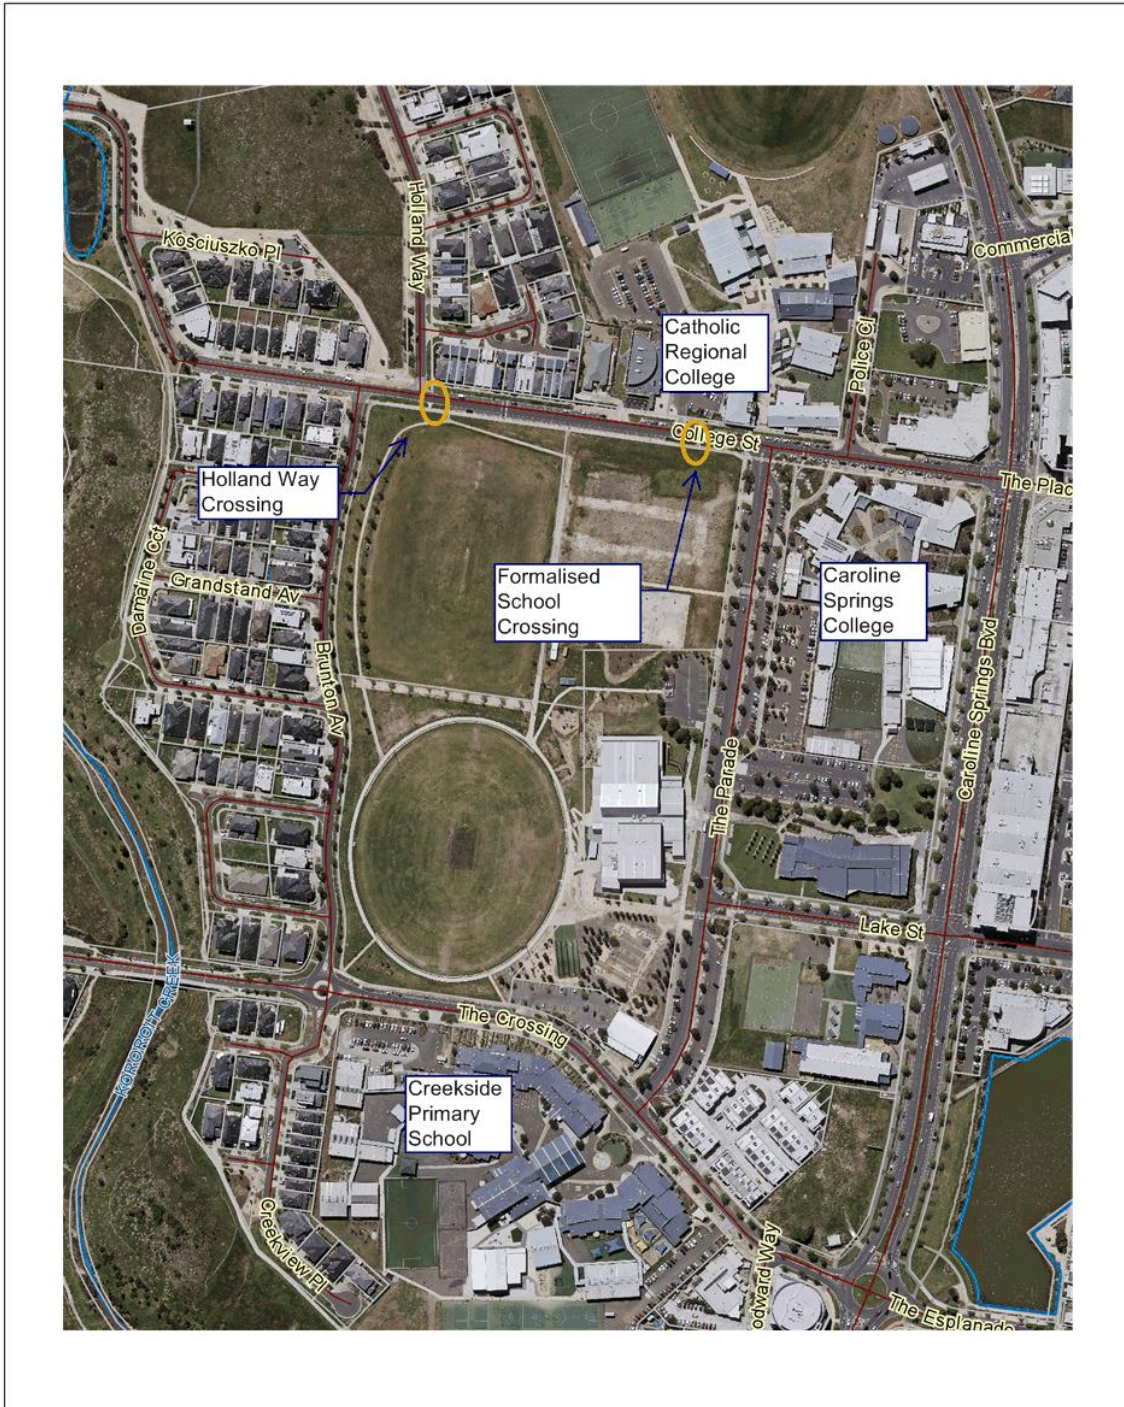 Holland Way
Kosciuszko Pl
Commercial
Catholic
Regional
College
Police Cl
College St
The Plac
Holland Way
Crossing
Damaine Cct
Grandstand Av
Formalised
School
Crossing
Caroline
Springs
College
Brunton Av
Caroline Springs Bvd
The Parade
Lake St
KOROROIT CREEK
The Crossing
Creekside
Primary
School
Creekview Pl
odward Way
The Esplanade